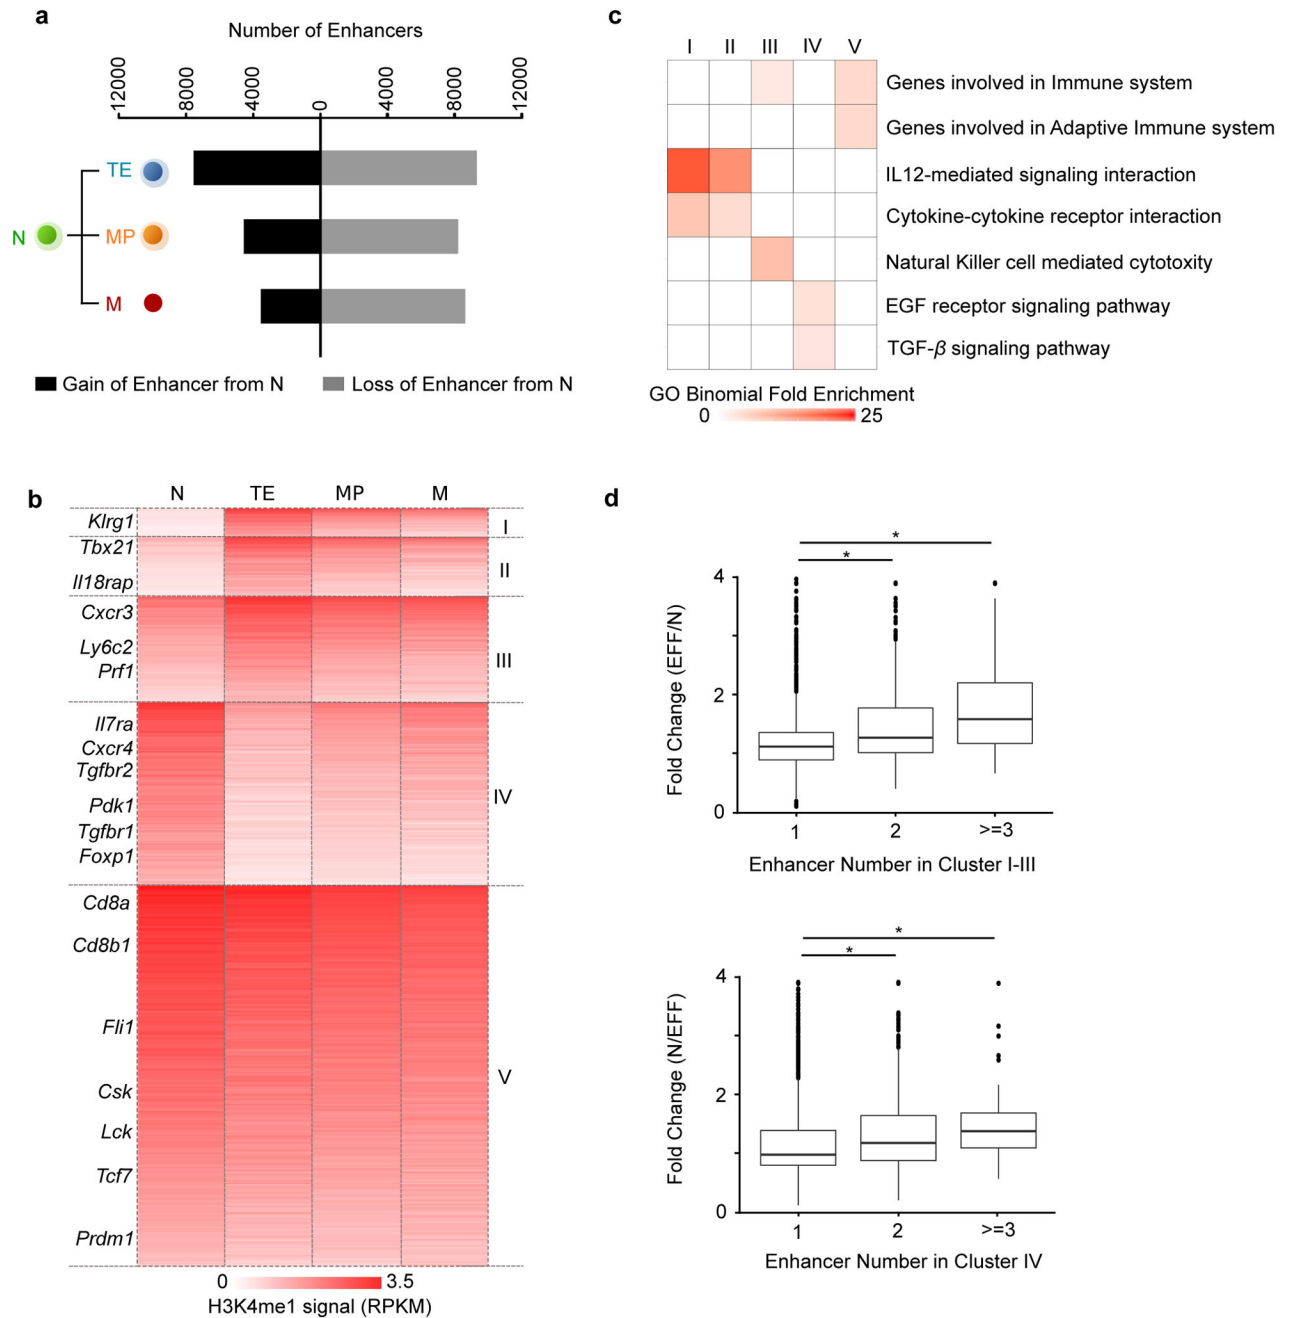 a
Number of Enhancers
12000 8000 4000 0 4000 8000 12000
TE
N
MP
M
Gain of Enhancer from N
Loss of Enhancer from N
c
I II III IV V
Genes involved in Immune system
Genes involved in Adaptive Immune system
IL12-mediated signaling interaction
Cytokine-cytokine receptor interaction
Natural Killer cell mediated cytotoxity
EGF receptor signaling pathway
TGF-β signaling pathway
GO Binomial Fold Enrichment
0 25
b
N TE MP M
Klrg1
I
Tbx21
II
Il18rap
Cxcr3
Ly6c2
III
Prf1
Il7ra
Cxcr4
Tgfbr2
IV
Pdk1
Tgfbr1
Foxp1
Cd8a
Cd8b1
Fli1
V
Csk
Lck
Tcf7
Prdm1
0 3.5
H3K4me1 signal (RPKM)
d
*
*
Fold Change (EFF/N)
4
2
0
1 2 >=3
Enhancer Number in Cluster I-III
*
*
Fold Change (N/EFF)
4
2
0
1 2 >=3
Enhancer Number in Cluster IV